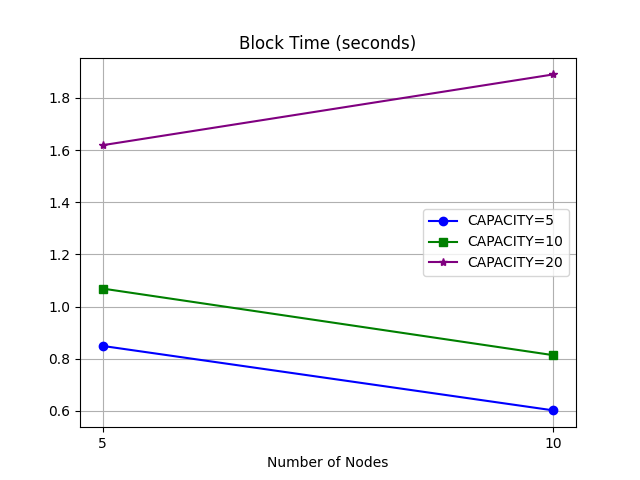 Block Time (seconds)
1.8
1.6
1.4
1.2
1.0
0.8
0.6
CAPACITY=5
CAPACITY=10
CAPACITY=20
5
10
Number of Nodes